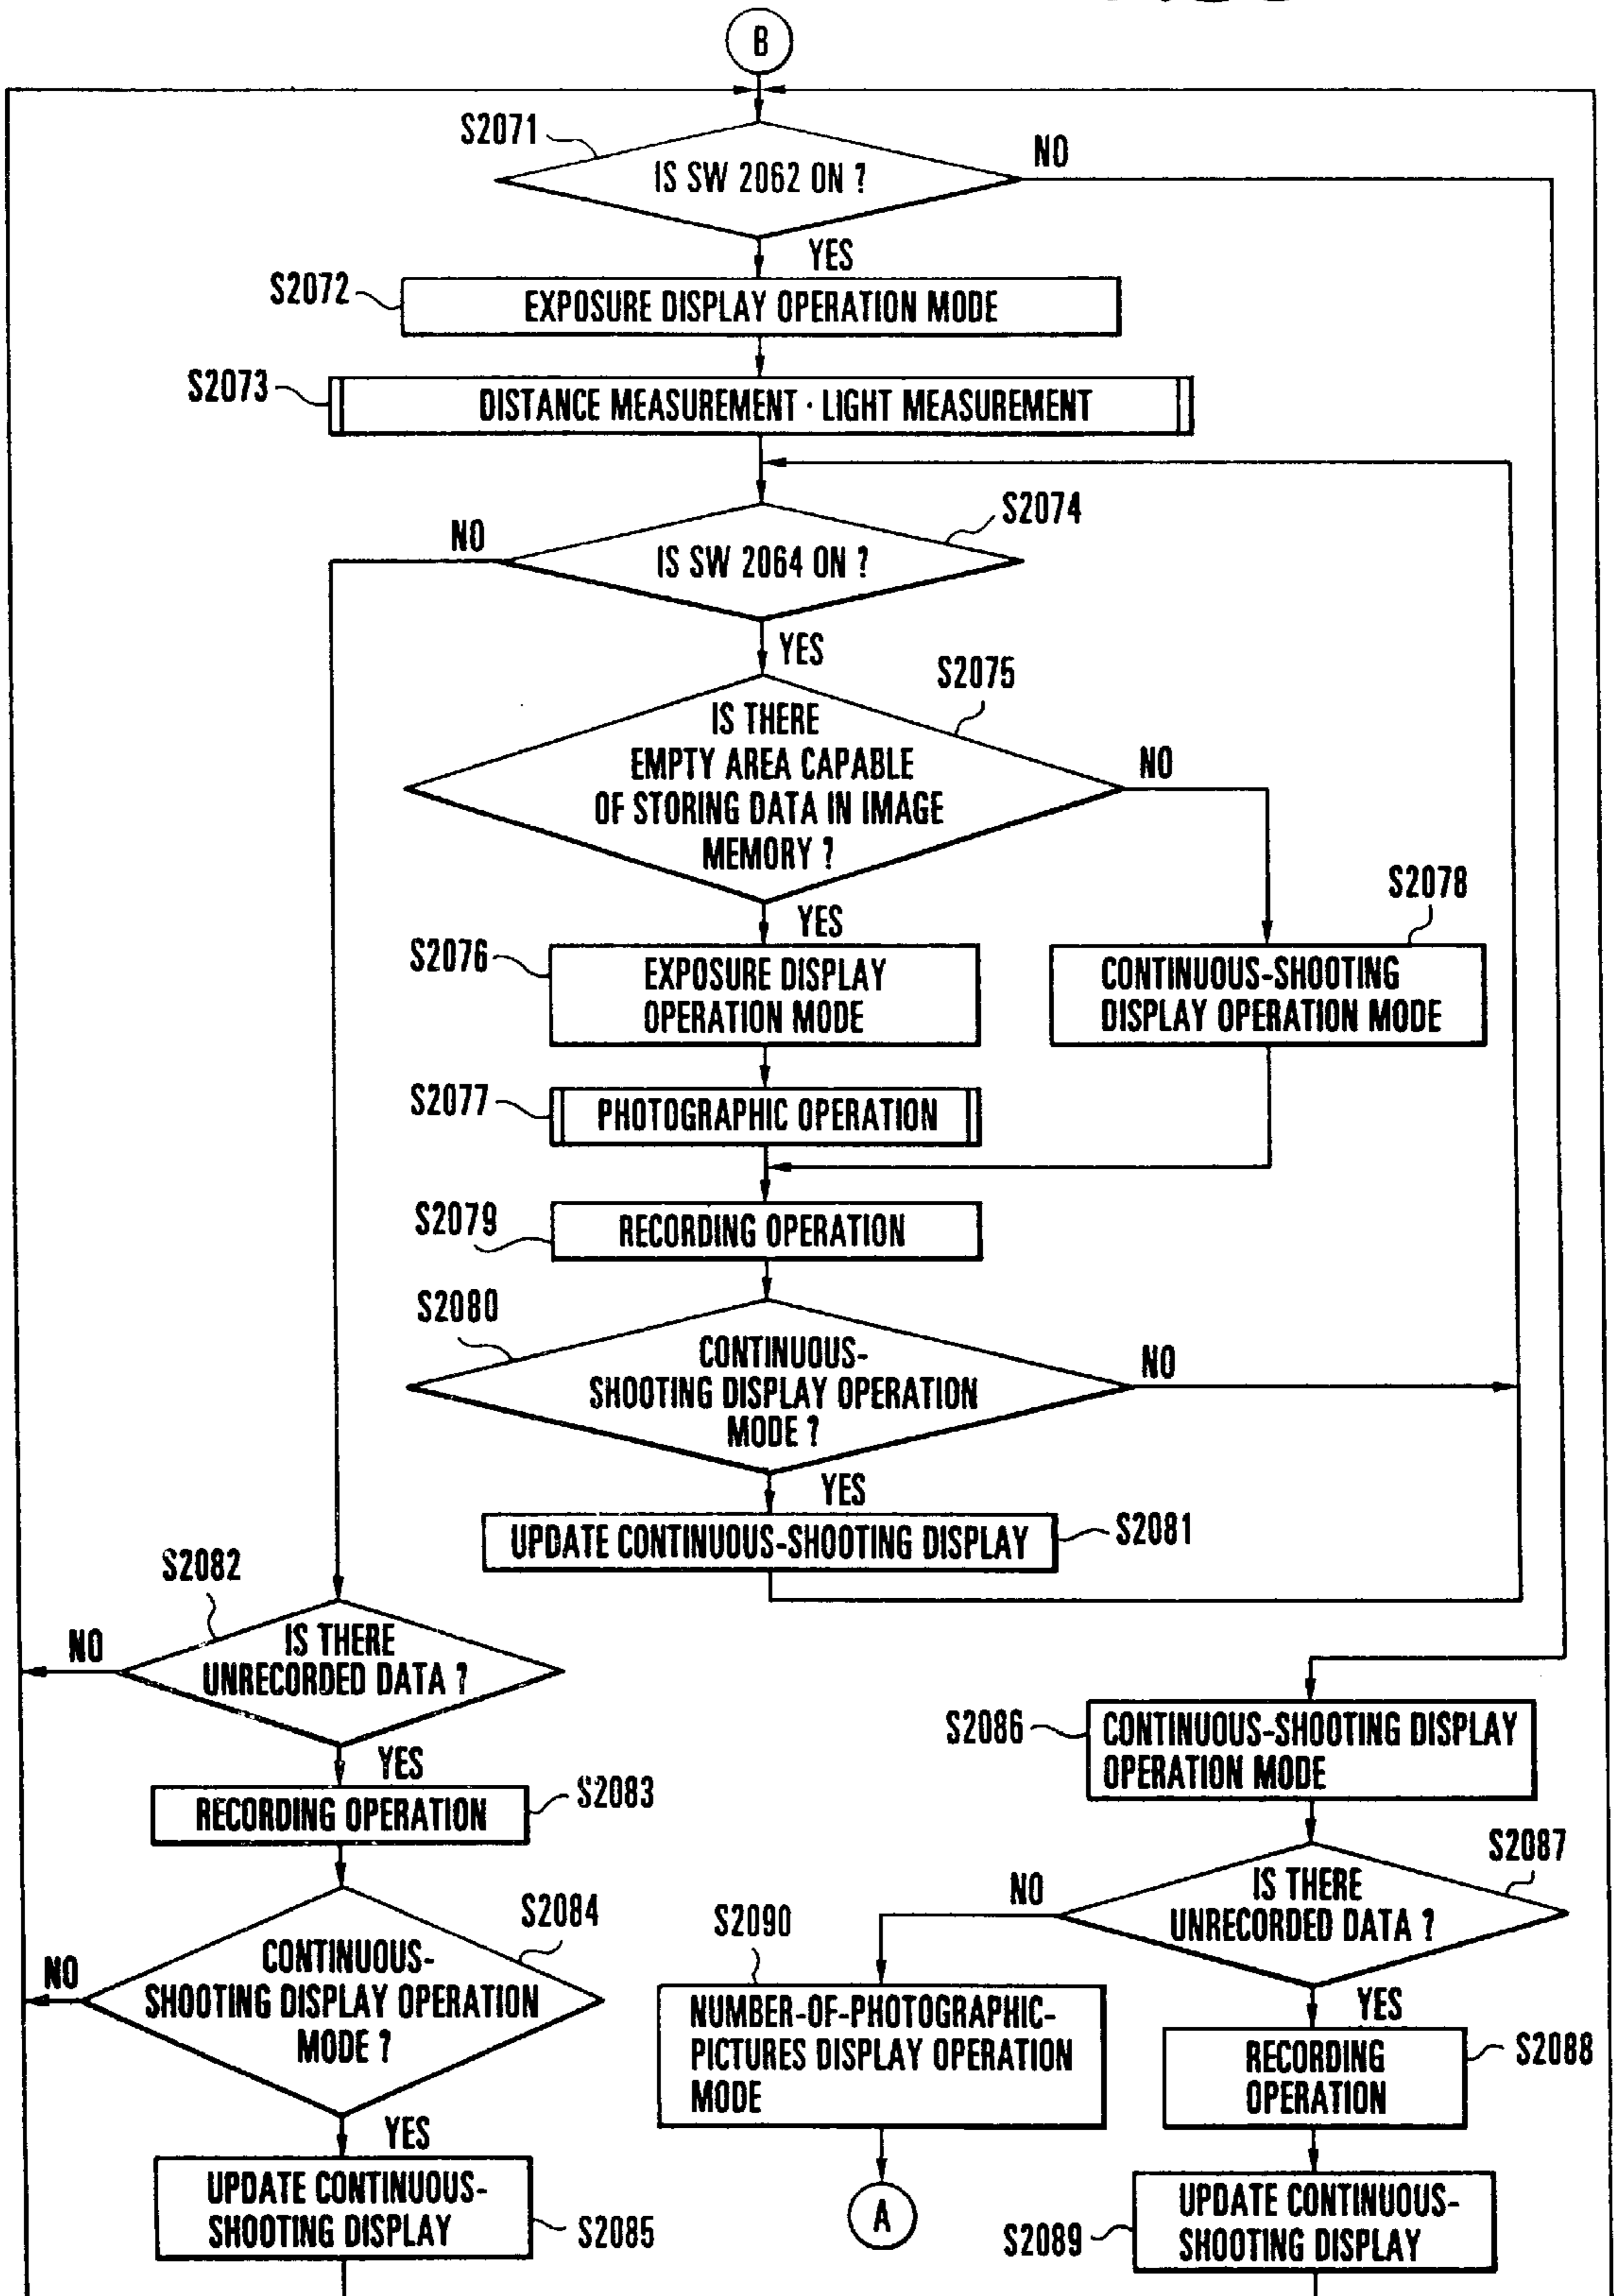 B
S2071
IS SW 2062 ON ?
NO
YES
S2072
EXPOSURE DISPLAY OPERATION MODE
S2073
DISTANCE MEASUREMENT · LIGHT MEASUREMENT
S2074
NO
IS SW 2064 ON ?
YES
S2075
IS THERE
EMPTY AREA CAPABLE
OF STORING DATA IN IMAGE
MEMORY ?
NO
YES
S2078
S2076
EXPOSURE DISPLAY
OPERATION MODE
CONTINUOUS-SHOOTING
DISPLAY OPERATION MODE
S2077
PHOTOGRAPHIC OPERATION
S2079
RECORDING OPERATION
S2080
CONTINUOUS-
SHOOTING DISPLAY OPERATION
MODE ?
NO
YES
UPDATE CONTINUOUS-SHOOTING DISPLAY
S2081
S2082
IS THERE
UNRECORDED DATA ?
NO
YES
RECORDING OPERATION
S2083
S2084
CONTINUOUS-
SHOOTING DISPLAY OPERATION
MODE ?
NO
YES
UPDATE CONTINUOUS-
SHOOTING DISPLAY
S2085
S2086
CONTINUOUS-SHOOTING DISPLAY
OPERATION MODE
S2087
IS THERE
UNRECORDED DATA ?
NO
YES
S2090
NUMBER-OF-PHOTOGRAPHIC-
PICTURES DISPLAY OPERATION
MODE
A
RECORDING
OPERATION
S2088
S2089
UPDATE CONTINUOUS-
SHOOTING DISPLAY